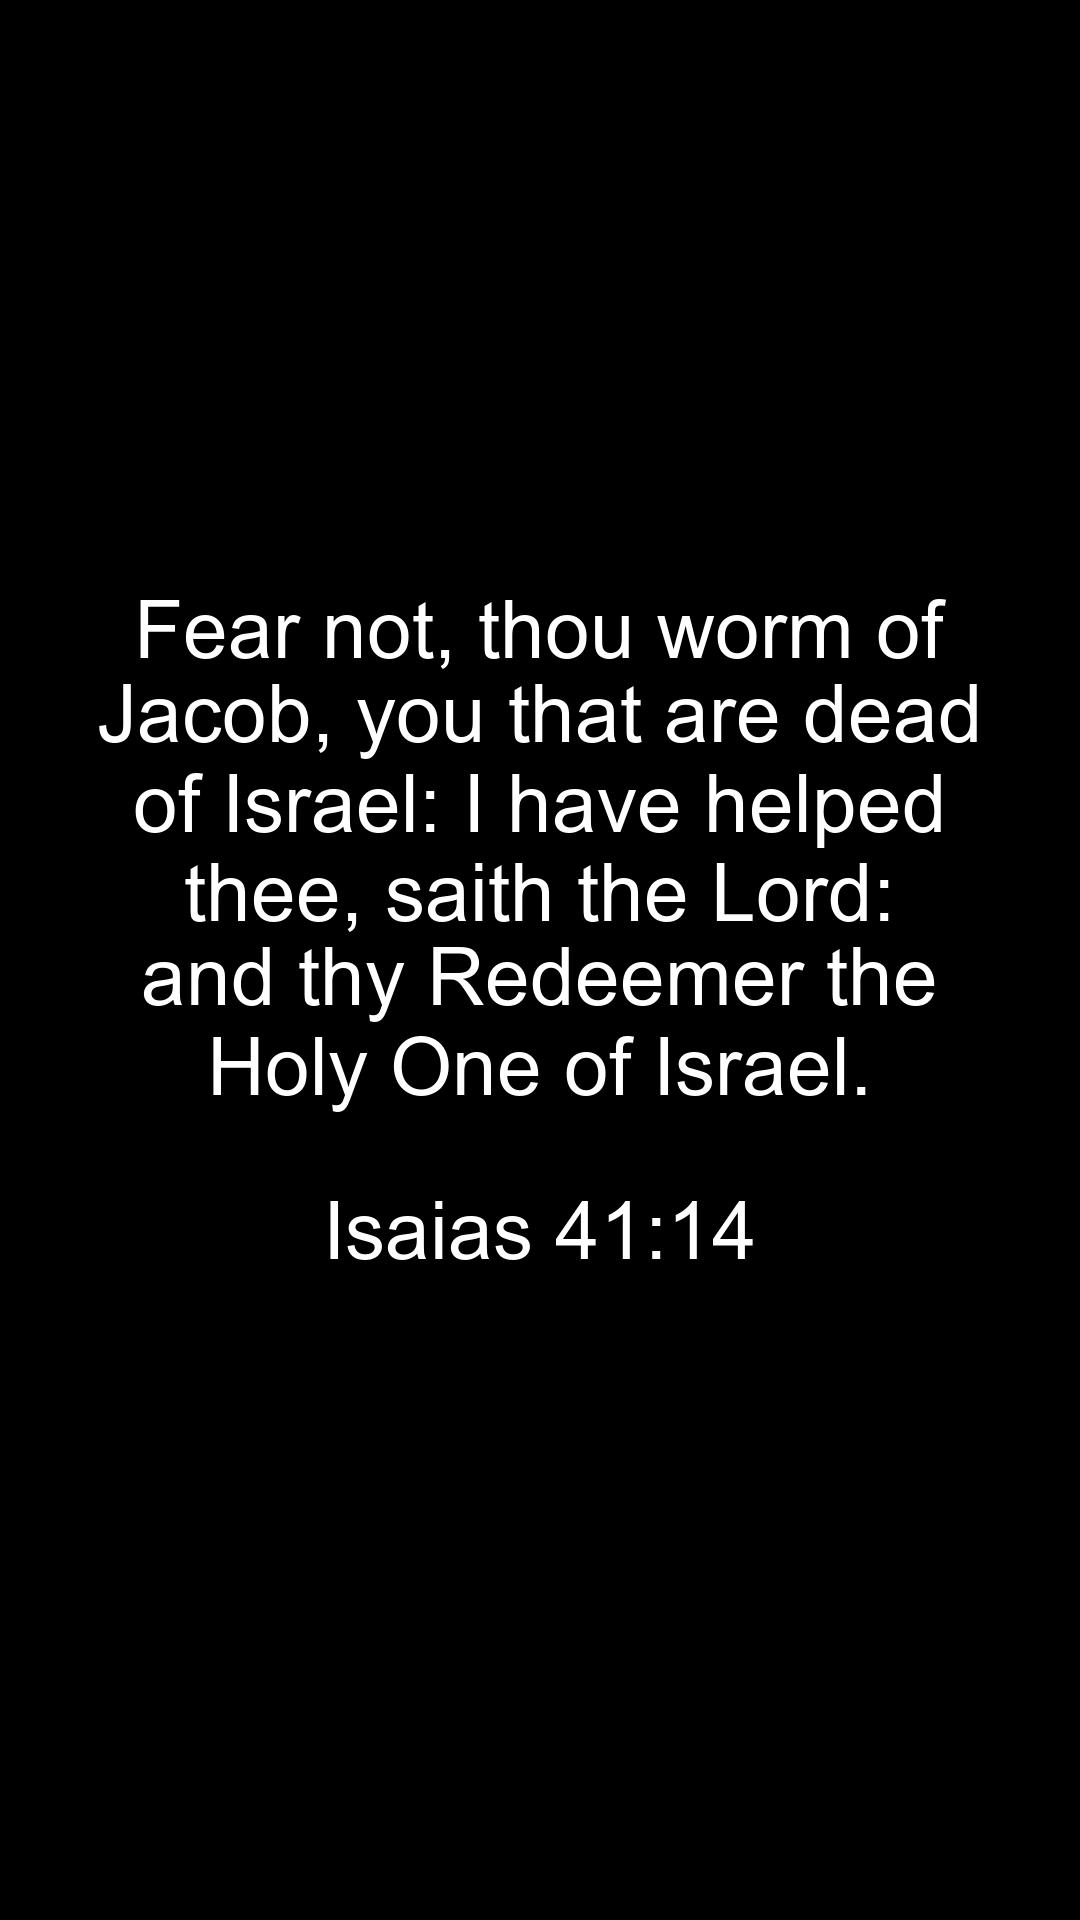 Fear not, thou worm of
Jacob, you that are dead
of Israel: I have helped
thee, saith the Lord:
and thy Redeemer the
Holy One of Israel.
Isaias 41:14